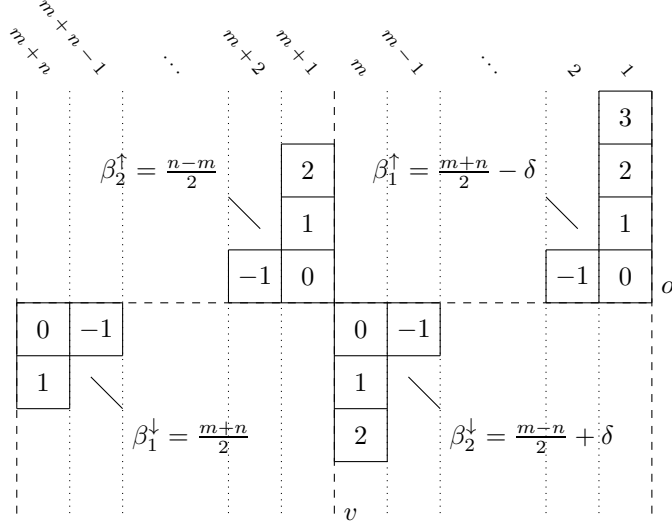 m + n m + n − 1 ... m + 2 m + 1 m m − 1 ... 2 1
3
β₂↑ = (n−m)/2 2 β₁↑ = (m+n)/2 − δ 2
1 1
−1 0 −1 0 o
0 −1 0 −1
1 1
β₁↓ = (m+n)/2 2 β₂↓ = (m−n)/2 + δ
v